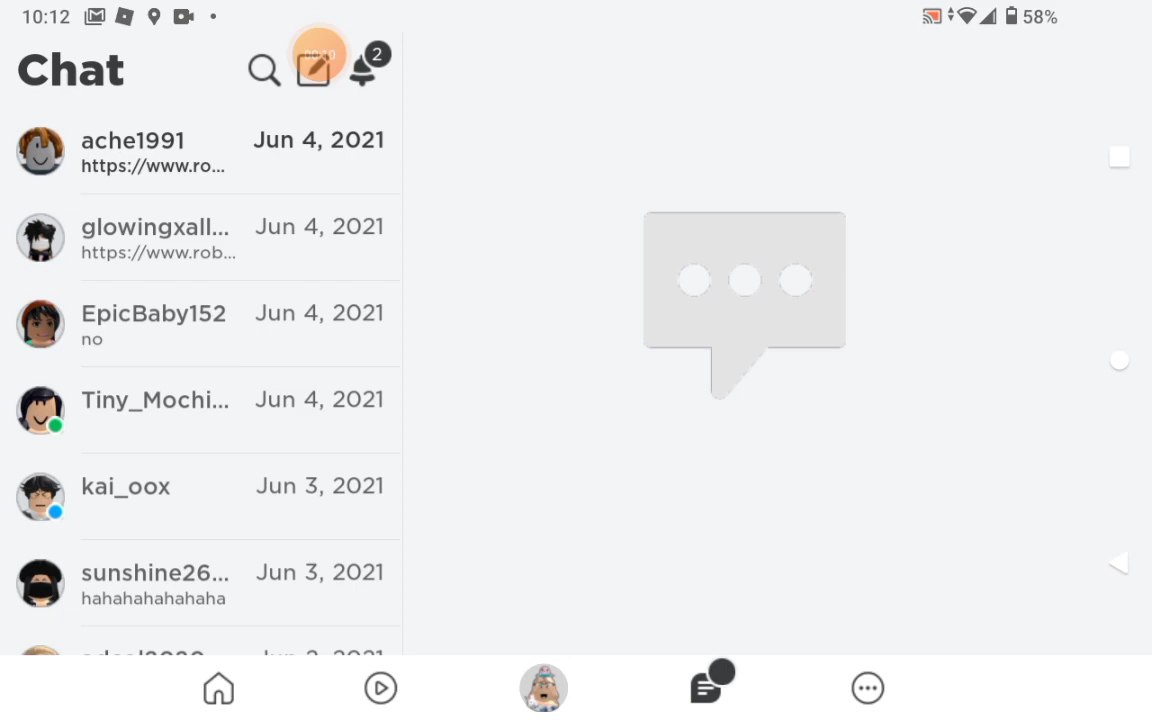 10:12
58%
Chat
2
ache1991 Jun 4, 2021
https://www.ro...
glowingxall... Jun 4, 2021
https://www.rob...
EpicBaby152 Jun 4, 2021
no
Tiny_Mochi... Jun 4, 2021
kai_oox Jun 3, 2021
sunshine26... Jun 3, 2021
hahahahahahaha